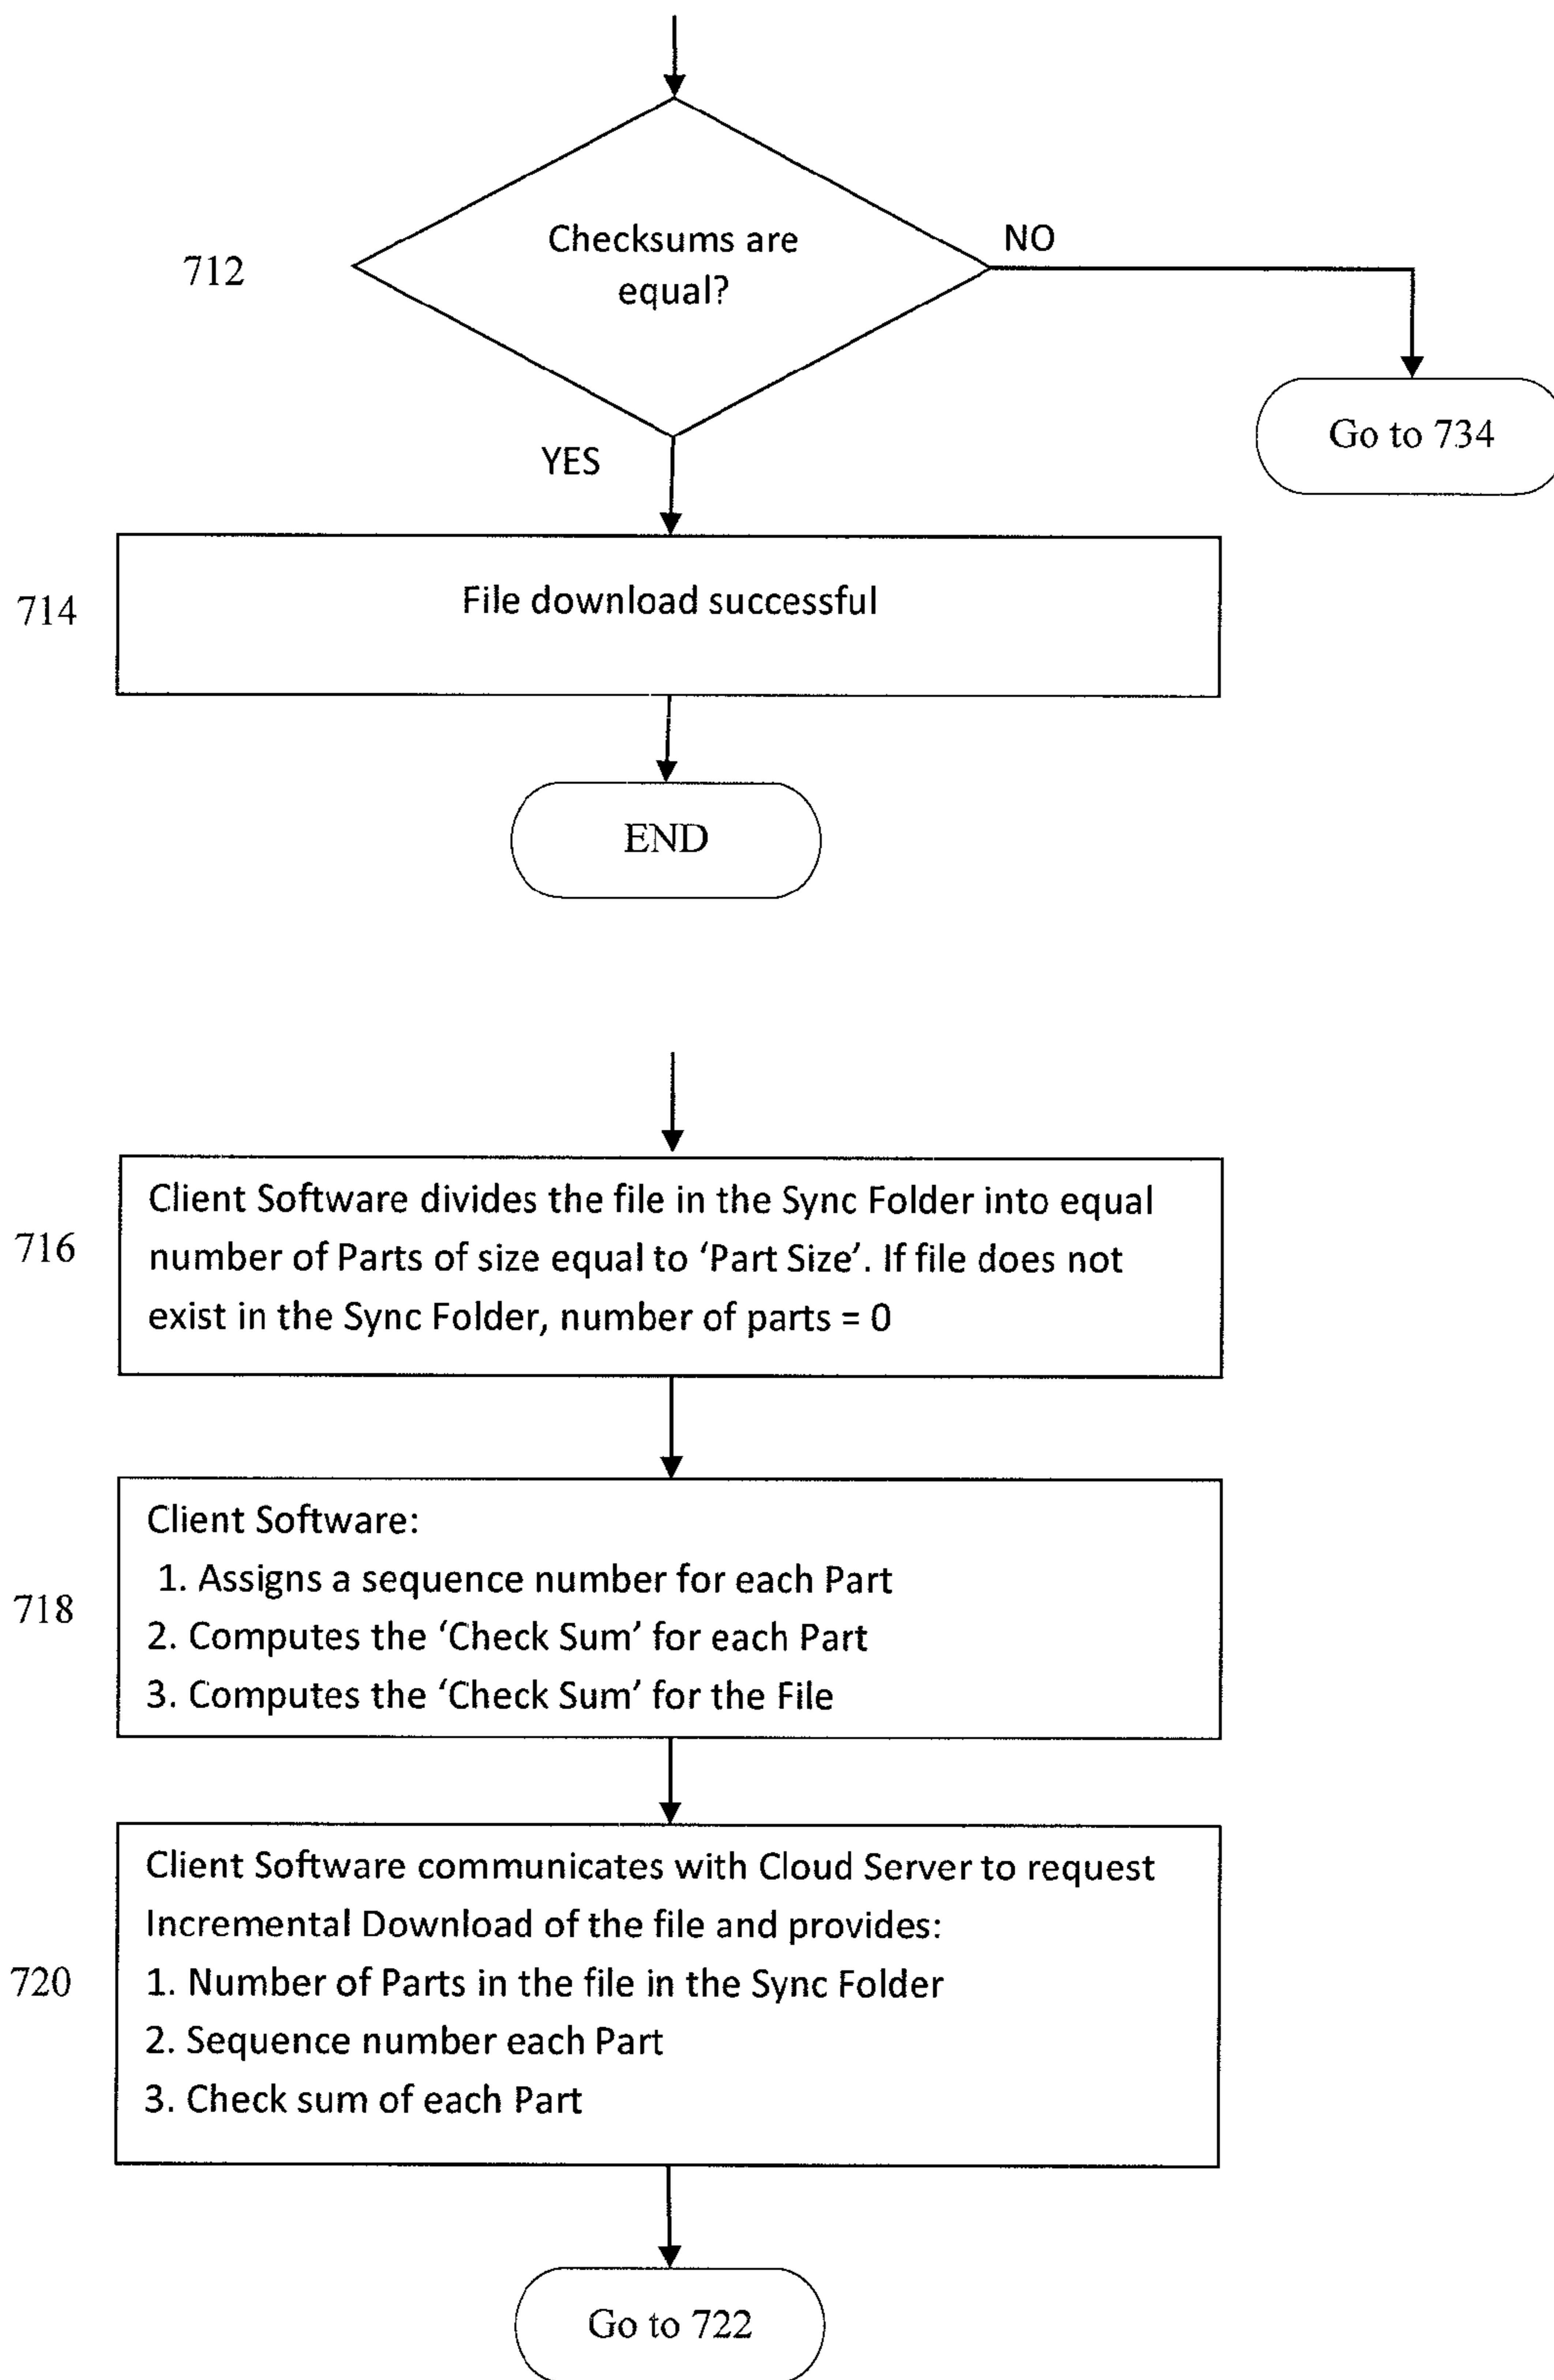 Checksums are
equal?
712
NO
Go to 734
YES
714
File download successful
END
716
Client Software divides the file in the Sync Folder into equal
number of Parts of size equal to ‘Part Size’. If file does not
exist in the Sync Folder, number of parts = 0
718
Client Software:
1. Assigns a sequence number for each Part
2. Computes the ‘Check Sum’ for each Part
3. Computes the ‘Check Sum’ for the File
720
Client Software communicates with Cloud Server to request
Incremental Download of the file and provides:
1. Number of Parts in the file in the Sync Folder
2. Sequence number each Part
3. Check sum of each Part
Go to 722